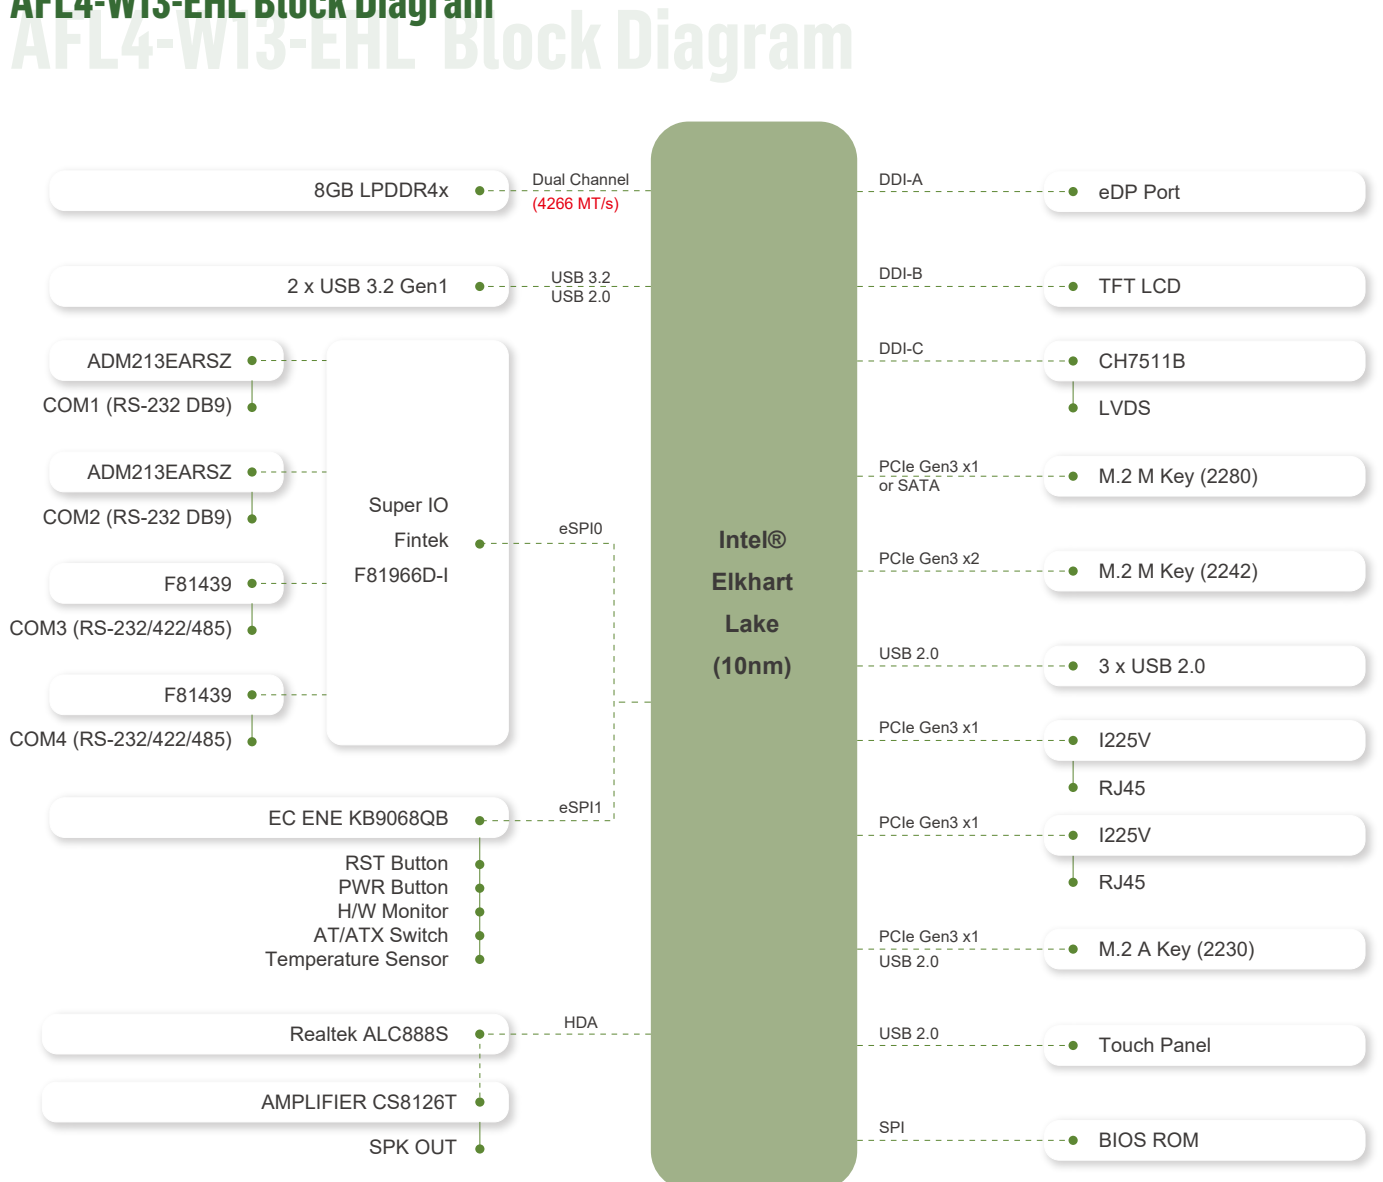 AFL4-W13-EHL Block Diagram
AFL4-W13-EHL Block Diagram
8GB LPDDR4x
Dual Channel
(4266 MT/s)
2 x USB 3.2 Gen1
USB 3.2
USB 2.0
ADM213EARSZ
COM1 (RS-232 DB9)
ADM213EARSZ
COM2 (RS-232 DB9)
F81439
COM3 (RS-232/422/485)
F81439
COM4 (RS-232/422/485)
Super IO
Fintek
F81966D-I
eSPI0
EC ENE KB9068QB
eSPI1
RST Button
PWR Button
H/W Monitor
AT/ATX Switch
Temperature Sensor
Realtek ALC888S
HDA
AMPLIFIER CS8126T
SPK OUT
Intel®
Elkhart
Lake
(10nm)
DDI-A
eDP Port
DDI-B
TFT LCD
DDI-C
CH7511B
LVDS
PCIe Gen3 x1
or SATA
M.2 M Key (2280)
PCIe Gen3 x2
M.2 M Key (2242)
USB 2.0
3 x USB 2.0
PCIe Gen3 x1
I225V
RJ45
PCIe Gen3 x1
I225V
RJ45
PCIe Gen3 x1
USB 2.0
M.2 A Key (2230)
USB 2.0
Touch Panel
SPI
BIOS ROM